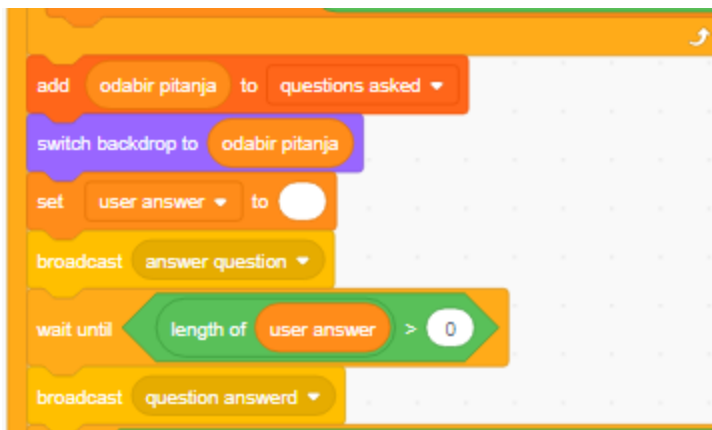 add odabir pitanja to questions asked
switch backdrop to odabir pitanja
set user answer to
broadcast answer question
wait until length of user answer > 0
broadcast question answerd